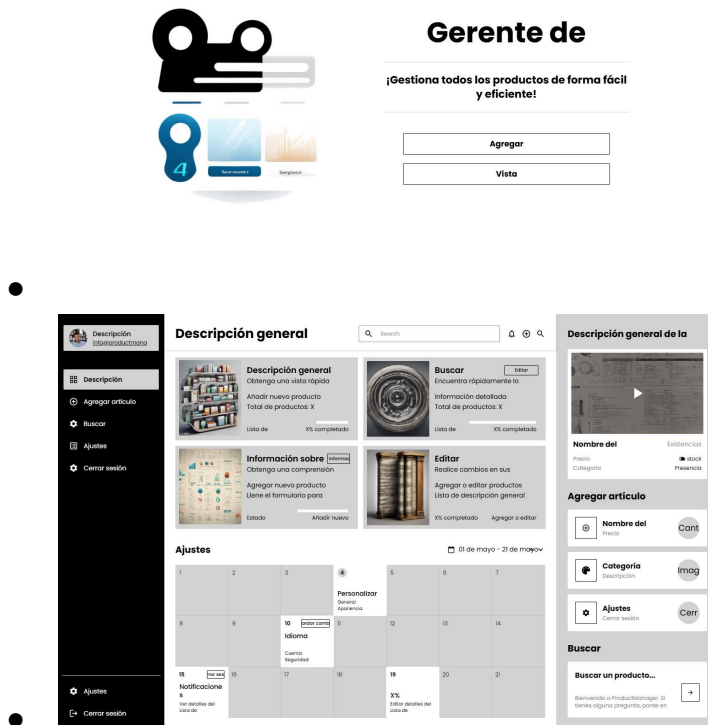 Gerente de
¡Gestiona todos los productos de forma fácil
y eficiente!
Agregar
Vista
4
Descripción
info@productmana
Descripción
Agregar artículo
Buscar
Ajustes
Cerrar sesión
Ajustes
Cerrar sesión
Descripción general
Search
Descripción general
Obtenga una vista rápida
Añadir nuevo producto
Total de productos: X
Lista de
X% completado
Buscar
Editar
Encuentra rápidamente lo
Información detallada
Total de productos: X
Lista de
X% completado
Información sobre
Informac
Obtenga una comprensión
Agregar nuevo producto
Llene el formulario para
Estado
Añadir nuevo
Editar
Realice cambios en sus
Agregar o editar productos
Lista de descripción general
X% completado
Agregar o editar
Ajustes
01 de mayo - 21 de mayo
1
2
3
4
Personalizar
General
Apariencia
5
6
7
8
9
10
ardar camb
Idioma
Cuenta
Seguridad
11
12
13
14
15
rar ses
Notificacione
s
Ver detalles del
Lista de
16
17
18
19
X%
Editar detalles del
Lista de
20
21
Descripción general de la
Nombre del
Existencias
Precio
stock
Categoría
Presencia
Agregar artículo
Nombre del
Precio
Cant
Categoría
Descripción
Imag
Ajustes
Cerrar sesión
Cerr
Buscar
Buscar un producto...
Bienvenido a ProductManager. Si
tienes alguna pregunta, ponte en